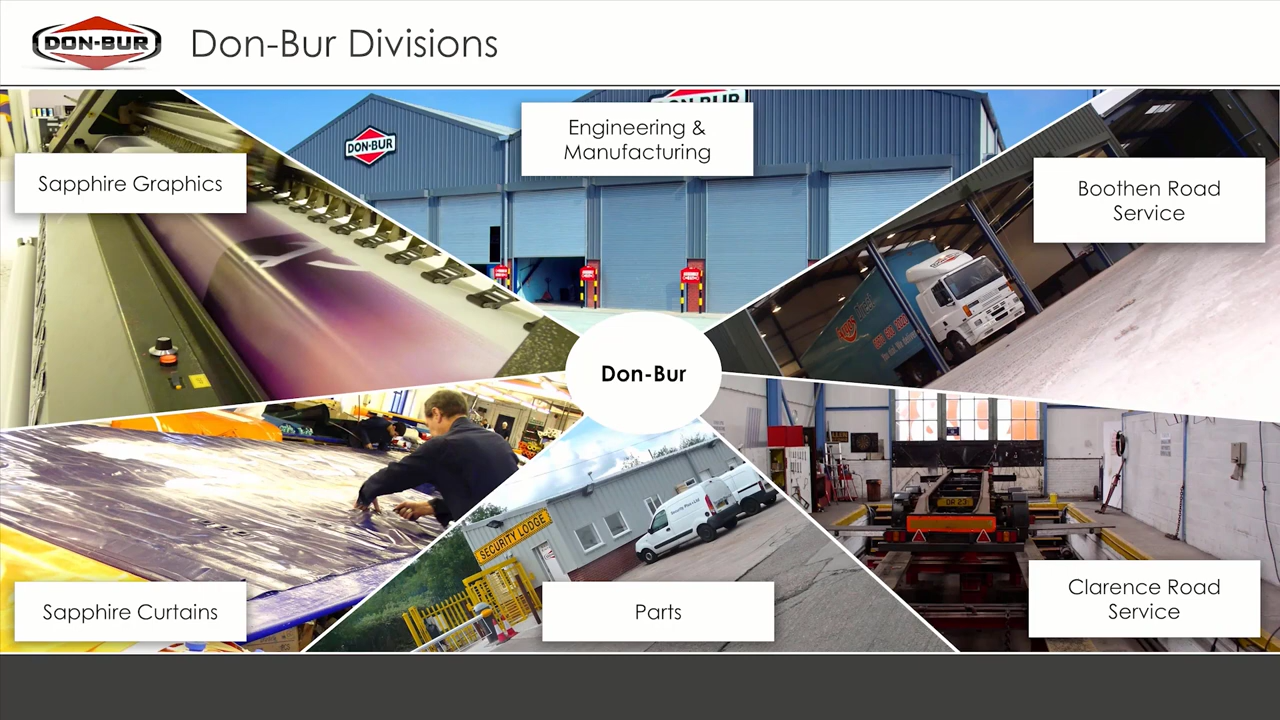 DON-BUR
Don-Bur Divisions
DON-BUR
DON-BUR
Engineering &
Manufacturing
Sapphire Graphics
Boothen Road
Service
Don-Bur
SECURITY LODGE
Sapphire Curtains
Parts
Clarence Road
Service